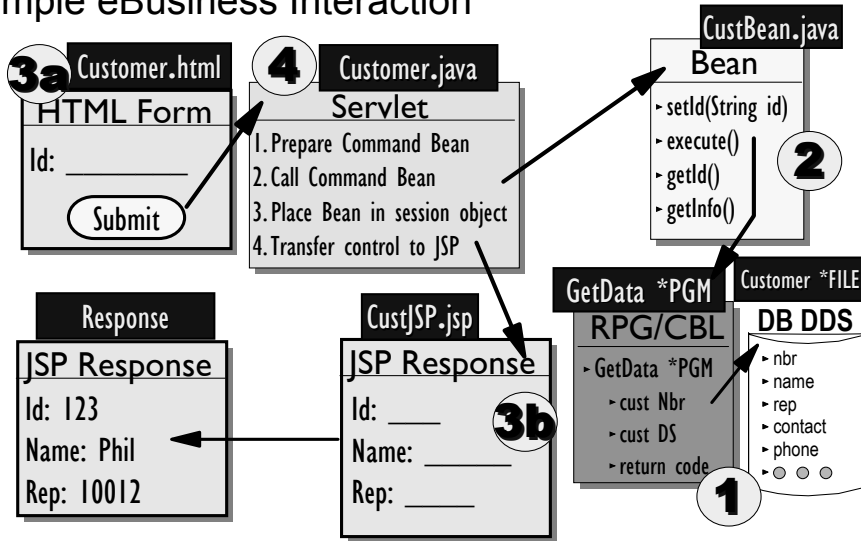 mple eBusiness Interaction
3a
Customer.html
HTML Form
Id: ________
Submit
4
Customer.java
Servlet
1. Prepare Command Bean
2. Call Command Bean
3. Place Bean in session object
4. Transfer control to JSP
CustBean.java
Bean
setId(String id)
execute()
getId()
getInfo()
2
Response
JSP Response
Id: 123
Name: Phil
Rep: 10012
CustJSP.jsp
JSP Response
Id: ____
Name: ______
Rep: _____
3b
GetData *PGM
RPG/CBL
GetData *PGM
cust Nbr
cust DS
return code
1
Customer *FILE
DB DDS
nbr
name
rep
contact
phone